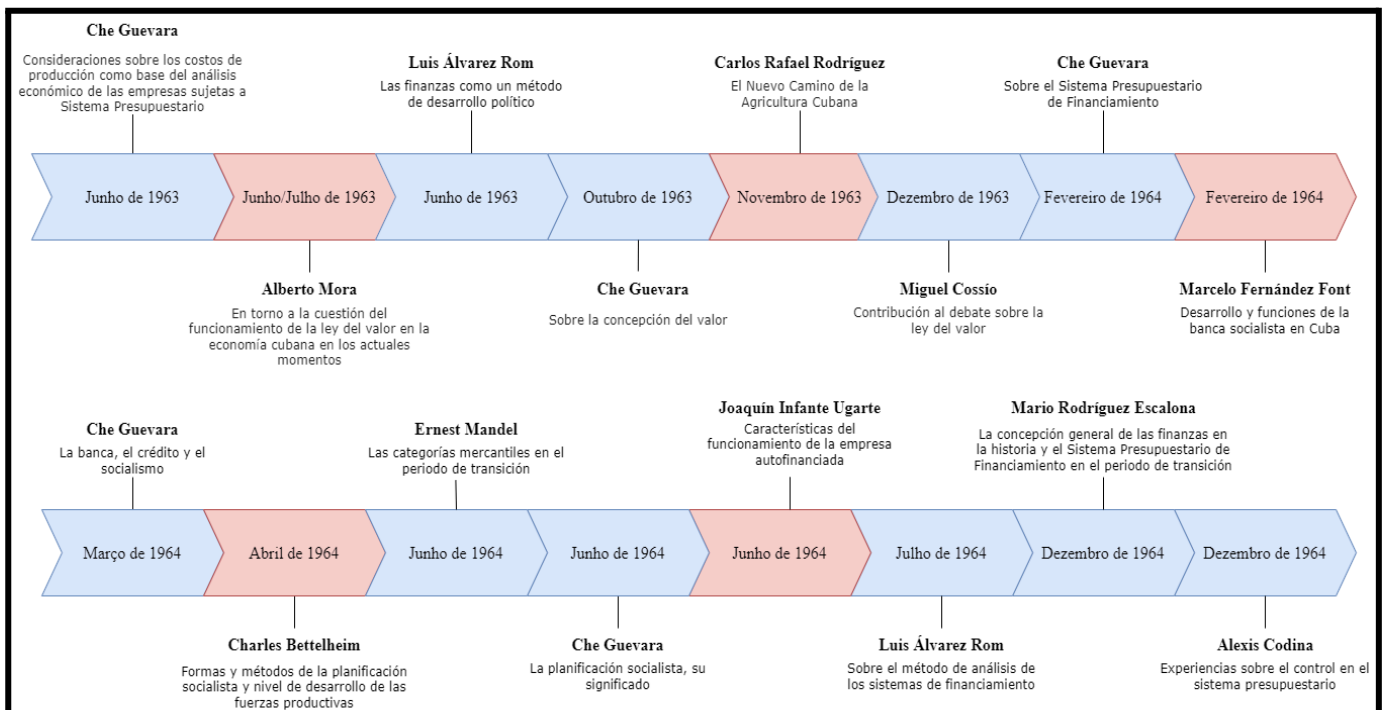 Che Guevara
Consideraciones sobre los costos de
producción como base del análisis
económico de las empresas sujetas a
Sistema Presupuestario
Luis Álvarez Rom
Las finanzas como un método
de desarrollo político
Carlos Rafael Rodríguez
El Nuevo Camino de la
Agricultura Cubana
Che Guevara
Sobre el Sistema Presupuestario
de Financiamiento
Junho de 1963
Junho/Julho de 1963
Junho de 1963
Outubro de 1963
Novembro de 1963
Dezembro de 1963
Fevereiro de 1964
Fevereiro de 1964
Alberto Mora
En torno a la cuestión del
funcionamiento de la ley del valor en la
economía cubana en los actuales
momentos
Che Guevara
Sobre la concepción del valor
Miguel Cossío
Contribución al debate sobre la
ley del valor
Marcelo Fernández Font
Desarrollo y funciones de la
banca socialista en Cuba
Che Guevara
La banca, el crédito y el
socialismo
Ernest Mandel
Las categorías mercantiles en el
periodo de transición
Joaquín Infante Ugarte
Características del
funcionamiento de la empresa
autofinanciada
Mario Rodríguez Escalona
La concepción general de las finanzas en
la historia y el Sistema Presupuestario de
Financiamiento en el periodo de transición
Março de 1964
Abril de 1964
Junho de 1964
Junho de 1964
Junho de 1964
Julho de 1964
Dezembro de 1964
Dezembro de 1964
Charles Bettelheim
Formas y métodos de la planificación
socialista y nivel de desarrollo de las
fuerzas productivas
Che Guevara
La planificación socialista, su
significado
Luis Álvarez Rom
Sobre el método de análisis de
los sistemas de financiamiento
Alexis Codina
Experiencias sobre el control en el
sistema presupuestario